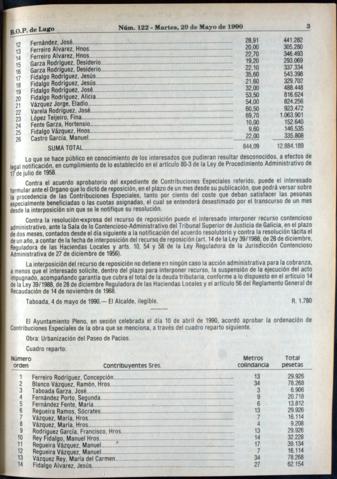 B.O.P. de Lugo Núm. 122 - Martes, 29 de Mayo de 1990 3
12 Fernández, José 28,91 441.282
13 Ferreiro Alvarez, Hnos. 20,00 305.280
14 Ferreiro Alvarez, Hnos. 22,70 346.493
15 Garza Rodríguez, Desiderio 19,20 293.069
16 Garza Rodríguez, Desiderio 22,10 337.334
17 Fidalgo Rodríguez, Jesús 35,60 543.398
18 Fidalgo Rodríguez, Jesús 21,60 329.702
19 Fidalgo Rodríguez, José 32,00 488.448
20 Fidalgo Rodríguez, Alicia 53,50 816.624
21 Vázquez Jorge, Eladio 54,00 824.256
22 Varela Rodríguez, José 60,50 923.472
23 López Teijeiro, Fina 69,70 1.063.901
24 Fente Garza, Hortensio 10,00 152.640
25 Fidalgo Vázquez, Hnos. 9,60 146.535
26 Castro García, Manuel 22,00 335.808
SUMA TOTAL 844,09 12.884.189
Lo que se hace público en conocimiento de los interesados que pudieran resultar desconocidos, a efectos de
legal notificación, en cumplimiento de lo establecido en el artículo 80-3 de la Ley de Procedimiento Administrativo de
17 de julio de 1958.
Contra el acuerdo aprobatorio del expediente de Contribuciones Especiales referido, puede el interesado
formular ante el Organo que lo dictó de reposición, en el plazo de un mes desde su publicación, que podrá versar sobre
la procedencia de las Contribuciones Especiales, tanto por ciento del coste que deban satisfacer las personas
especialmente beneficiadas o las cuotas asignadas, el cual se entenderá desestimado por el transcurso de un mes
desde la interposición sin que se le notifique su resolución.
Contra la resolución expresa del recurso de reposición puede el interesado interponer recurso contencioso
administrativo, ante la Sala de lo Contencioso-Administrativo del Tribunal Superior de Justicia de Galicia, en el plazo
de dos meses, contados desde el día siguiente a la notificación del acuerdo resolutorio y contra la resolución tácita el
de un año, a contar de la fecha de interposición del recurso de reposición (art. 14 de la Ley 39/1988, de 28 de diciembre,
Reguladora de las Haciendas Locales y arts. 10, 54 y 58 de la Ley Reguladora de la Jurisdicción Contencioso
Administrativa de 27 de diciembre de 1956).
La interposición del recurso de reposición no detiene en ningún caso la acción administrativa para la cobranza,
a menos que el interesado solicite, dentro del plazo para interponer recurso, la suspensión de la ejecución del acto
impugnado, acompañando garantía que cubra el total de la deuda tributaria, conforme a lo dispuesto en el artículo 14
de la Ley 39/1988, de 28 de diciembre Reguladora de las Haciendas Locales y el artículo 56 del Reglamento General de
Recaudación de 14 de noviembre de 1968.
Taboada, 4 de mayo de 1990.— El Alcalde, ilegible. R. 1.780
El Ayuntamiento Pleno, en sesión celebrada el día 10 de abril de 1990, acordó aprobar la ordenación de
Contribuciones Especiales de la obra que se menciona, a través del cuadro reparto siguiente.
Obra: Urbanización del Paseo de Pacios.
Cuadro reparto:
Número orden Contribuyentes Sres. Metros colindancia Total pesetas
1 Ferreiro Rodríguez, Concepción 13 29.926
2 Blanco Vázquez, Ramón, Hros. 34 78.268
3 Taboada Garza, José 3 6.906
4 Fernández Porto, Segunda 9 20.718
5 Fernández Fente, María 6 13.812
6 Regueira Ramos, Sócrates 13 29.926
7 Vázquez, María, Hros. 7 16.114
8 Vázquez, María, Hros. 4 9.208
9 Rodríguez García, Francisco, Hros. 13 29.926
10 Rey Fidalgo, Manuel Hros. 14 32.228
11 Regueira Vázquez, Manuel 17 39.134
12 Regueira Vázquez, Manuel 7 16.114
13 Vázquez Rey, María del Carmen 34 78.268
14 Fidalgo Alvarez, Jesús 27 62.154